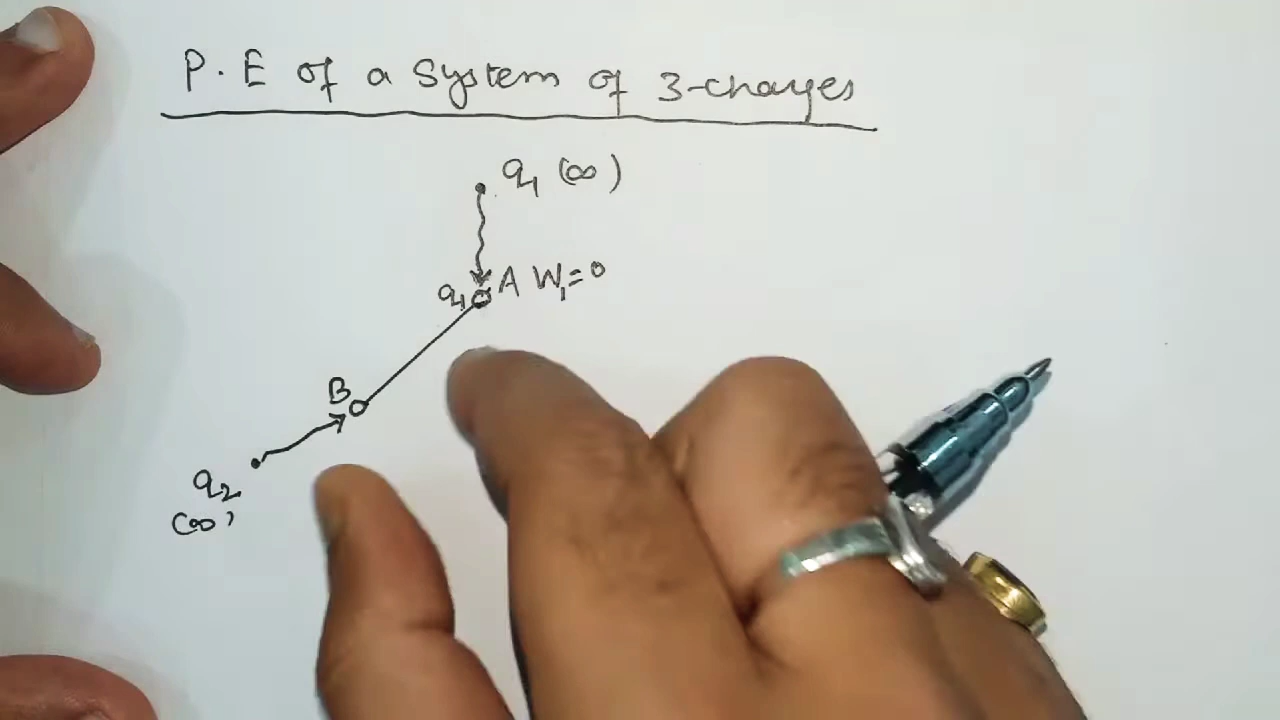 P.E of a System of 3-charges
q₁ (∞)
q₁ A W₁=0
B
q₂
(∞)